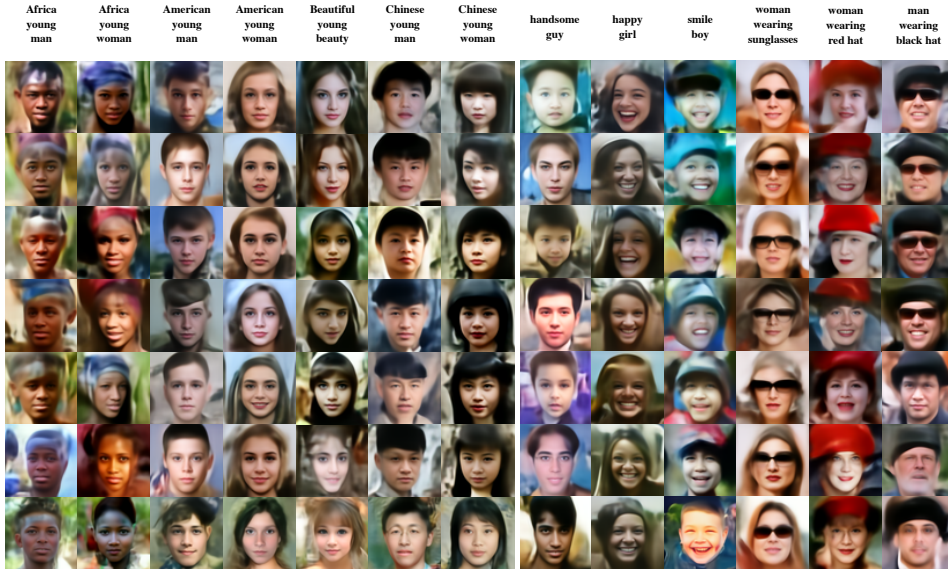 Africa young man
Africa young woman
American young man
American young woman
Beautiful young beauty
Chinese young man
Chinese young woman
handsome guy
happy girl
smile boy
woman wearing sunglasses
woman wearing red hat
man wearing black hat